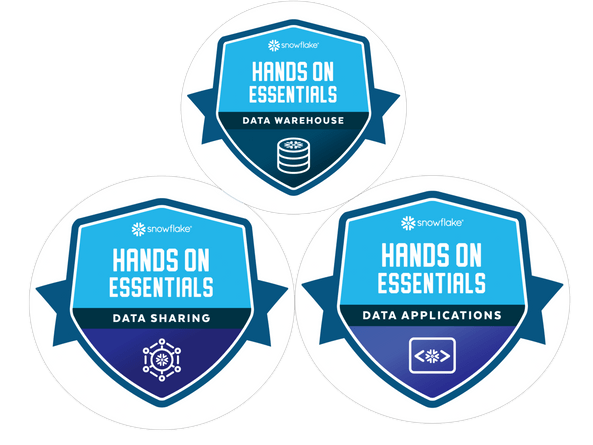 snowflake®
HANDS ON
ESSENTIALS
DATA WAREHOUSE
snowflake®
HANDS ON
ESSENTIALS
DATA SHARING
snowflake®
HANDS ON
ESSENTIALS
DATA APPLICATIONS